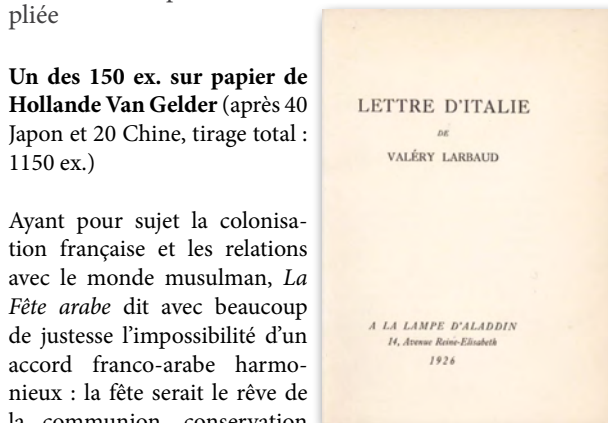 pliée
Un des 150 ex. sur papier de
Hollande Van Gelder (après 40
Japon et 20 Chine, tirage total :
1150 ex.)
Ayant pour sujet la colonisa-
tion française et les relations
avec le monde musulman, La
Fête arabe dit avec beaucoup
de justesse l'impossibilité d'un
accord franco-arabe harmo-
nieux : la fête serait le rêve de
la communion, conservation
LETTRE D'ITALIE
DE
VALÉRY LARBAUD
A LA LAMPE D'ALADDIN
14, Avenue Reine-Elisabeth
1926